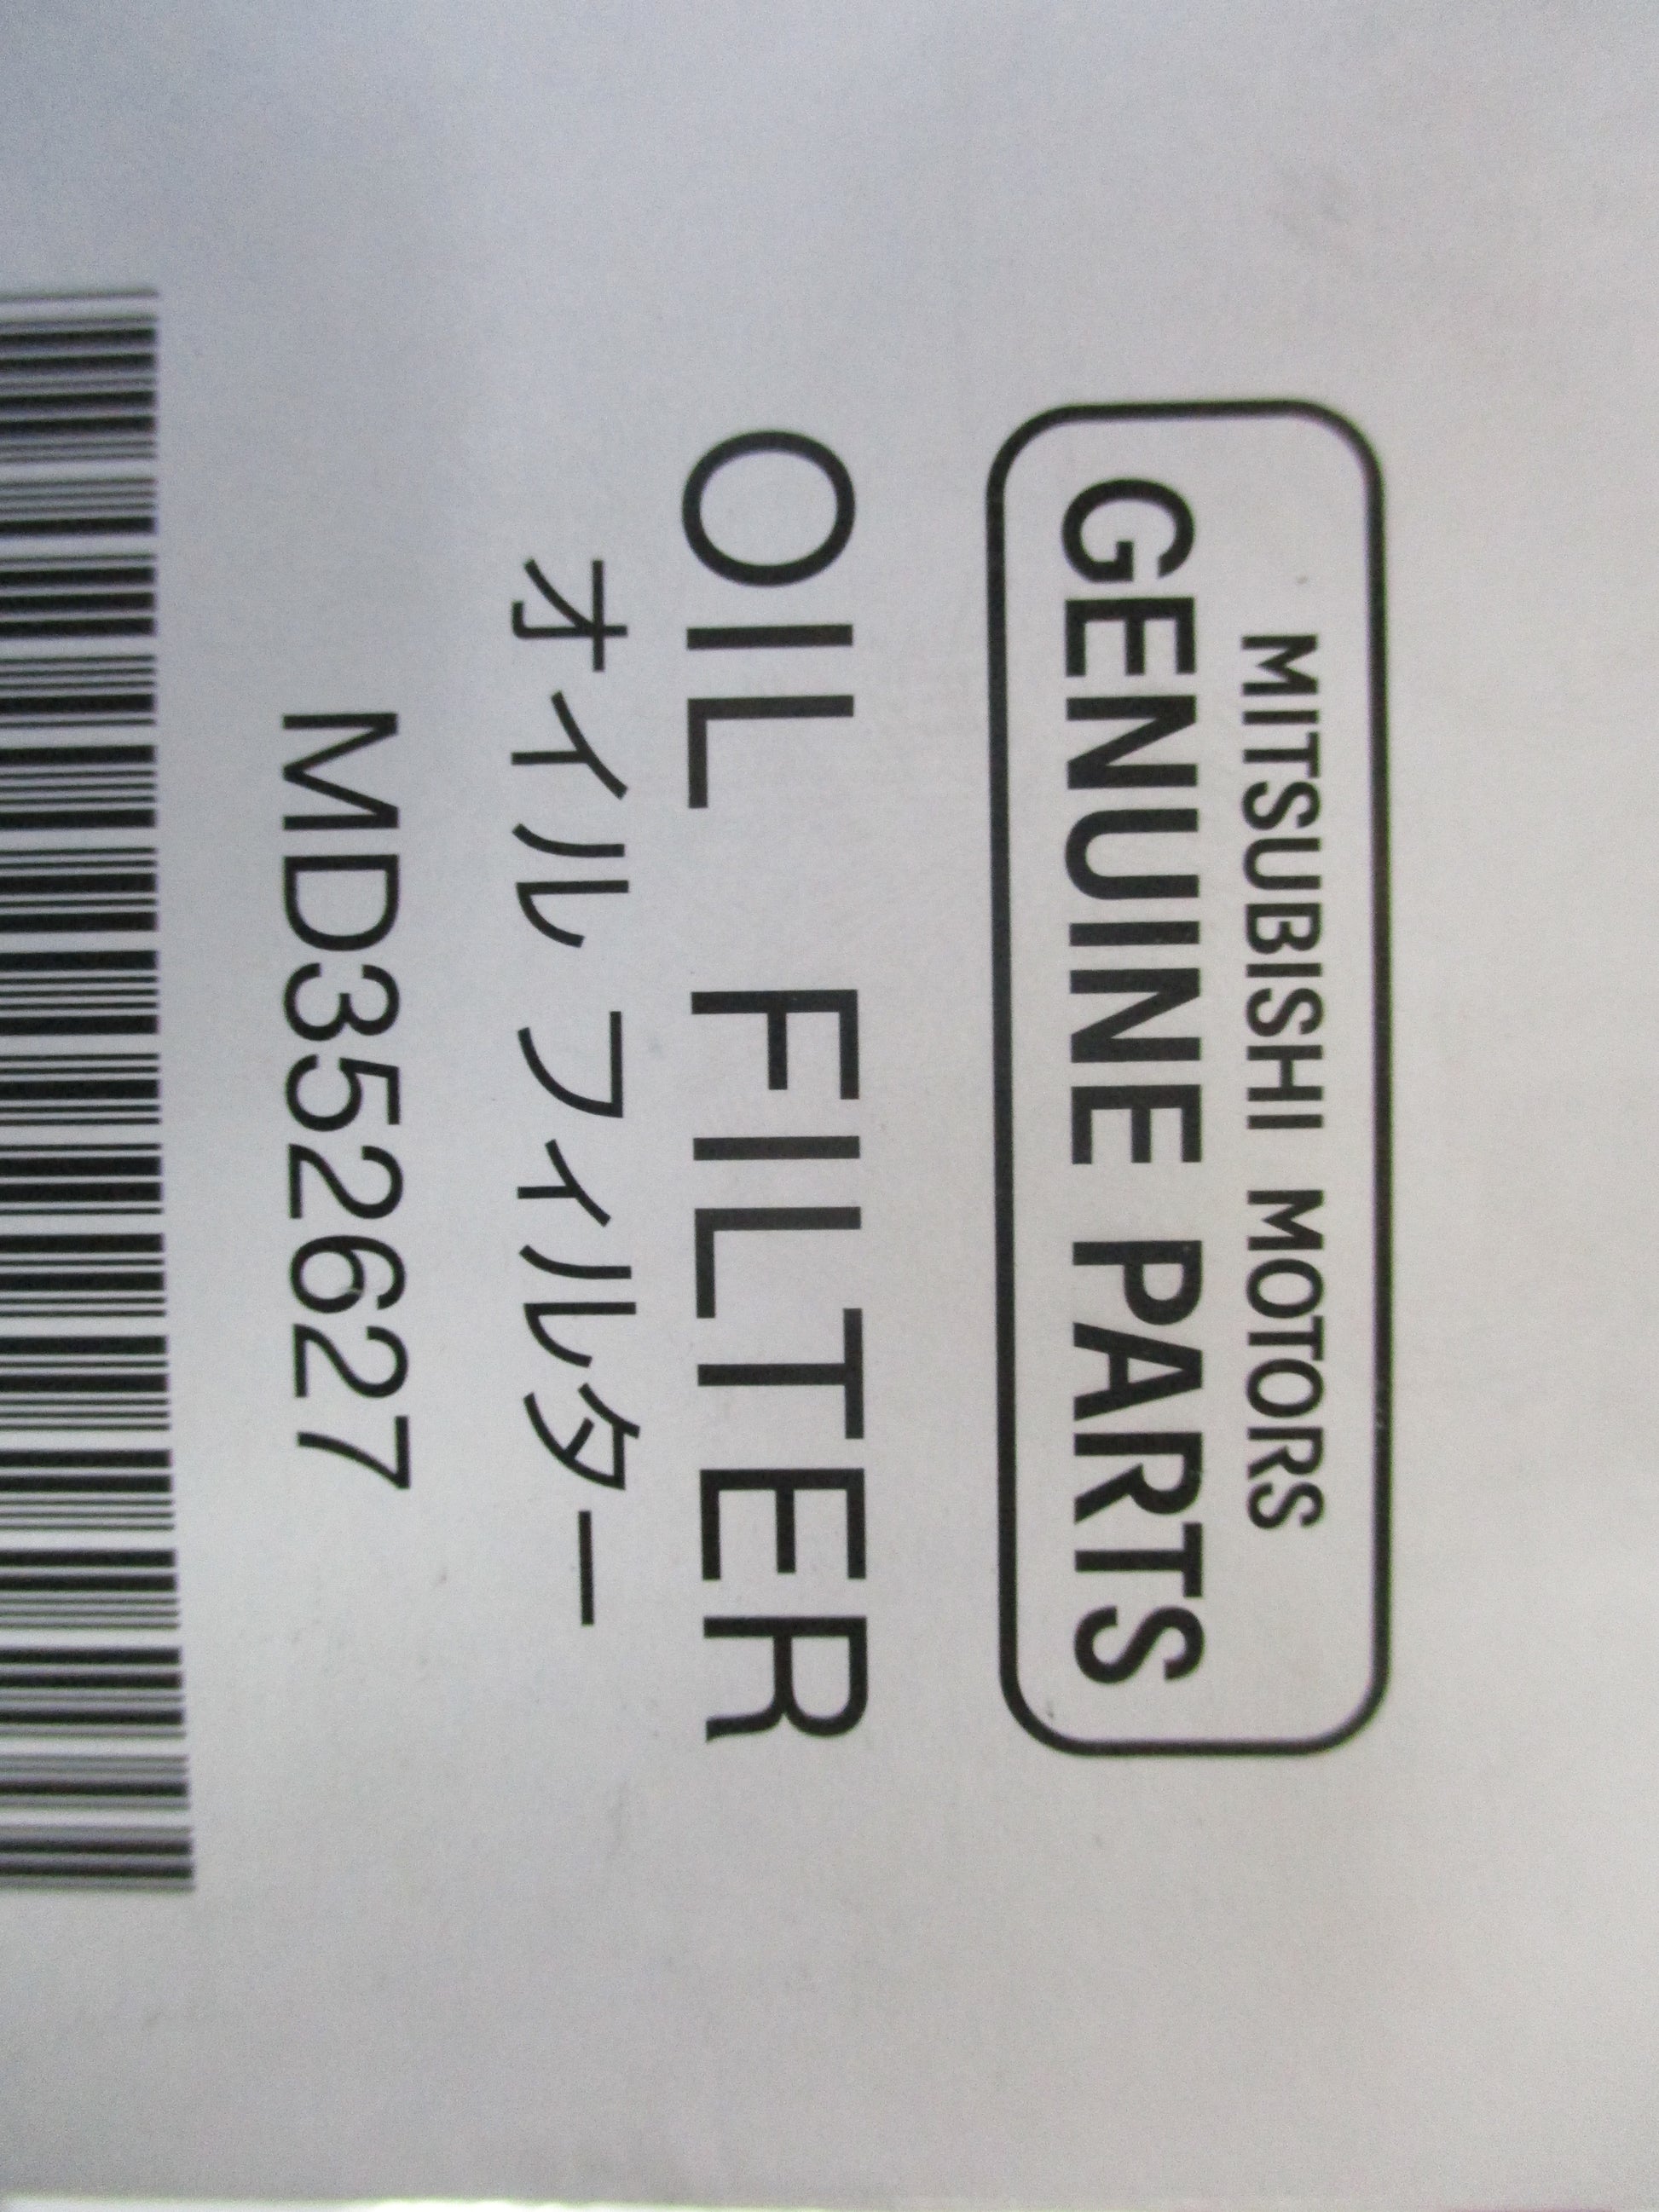 MITSUBISHI MOTORS
GENUINE PARTS
OIL FILTER
オイル フィルター
MD352627